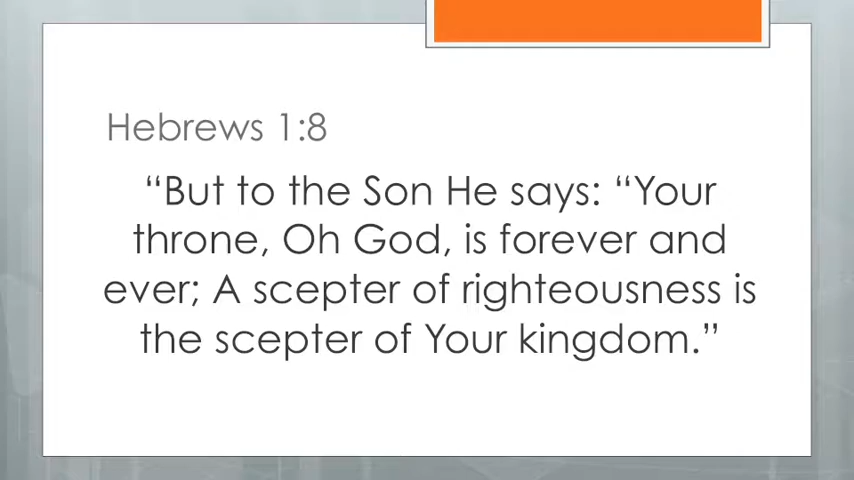 Hebrews 1:8
“But to the Son He says: “Your
throne, Oh God, is forever and
ever; A scepter of righteousness is
the scepter of Your kingdom.”